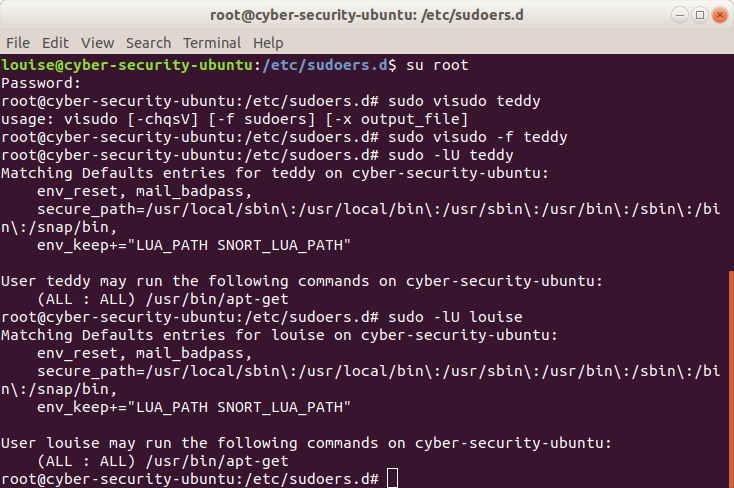 root@cyber-security-ubuntu: /etc/sudoers.d
File Edit View Search Terminal Help
louise@cyber-security-ubuntu:/etc/sudoers.d$ su root
Password:
root@cyber-security-ubuntu:/etc/sudoers.d# sudo visudo teddy
usage: visudo [-chqsV] [-f sudoers] [-x output_file]
root@cyber-security-ubuntu:/etc/sudoers.d# sudo visudo -f teddy
root@cyber-security-ubuntu:/etc/sudoers.d# sudo -lU teddy
Matching Defaults entries for teddy on cyber-security-ubuntu:
    env_reset, mail_badpass,
    secure_path=/usr/local/sbin\:/usr/local/bin\:/usr/sbin\:/usr/bin\:/sbin\:/bi
n\:/snap/bin,
    env_keep+="LUA_PATH SNORT_LUA_PATH"

User teddy may run the following commands on cyber-security-ubuntu:
    (ALL : ALL) /usr/bin/apt-get
root@cyber-security-ubuntu:/etc/sudoers.d# sudo -lU louise
Matching Defaults entries for louise on cyber-security-ubuntu:
    env_reset, mail_badpass,
    secure_path=/usr/local/sbin\:/usr/local/bin\:/usr/sbin\:/usr/bin\:/sbin\:/bi
n\:/snap/bin,
    env_keep+="LUA_PATH SNORT_LUA_PATH"

User louise may run the following commands on cyber-security-ubuntu:
    (ALL : ALL) /usr/bin/apt-get
root@cyber-security-ubuntu:/etc/sudoers.d#